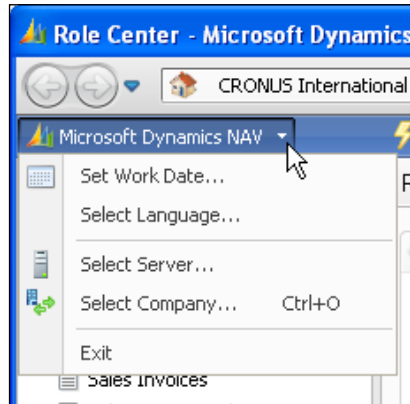 Role Center - Microsoft Dynamics
CRONUS International
Microsoft Dynamics NAV
Set Work Date...
Select Language...
Select Server...
Select Company... Ctrl+O
Exit
Sales Invoices